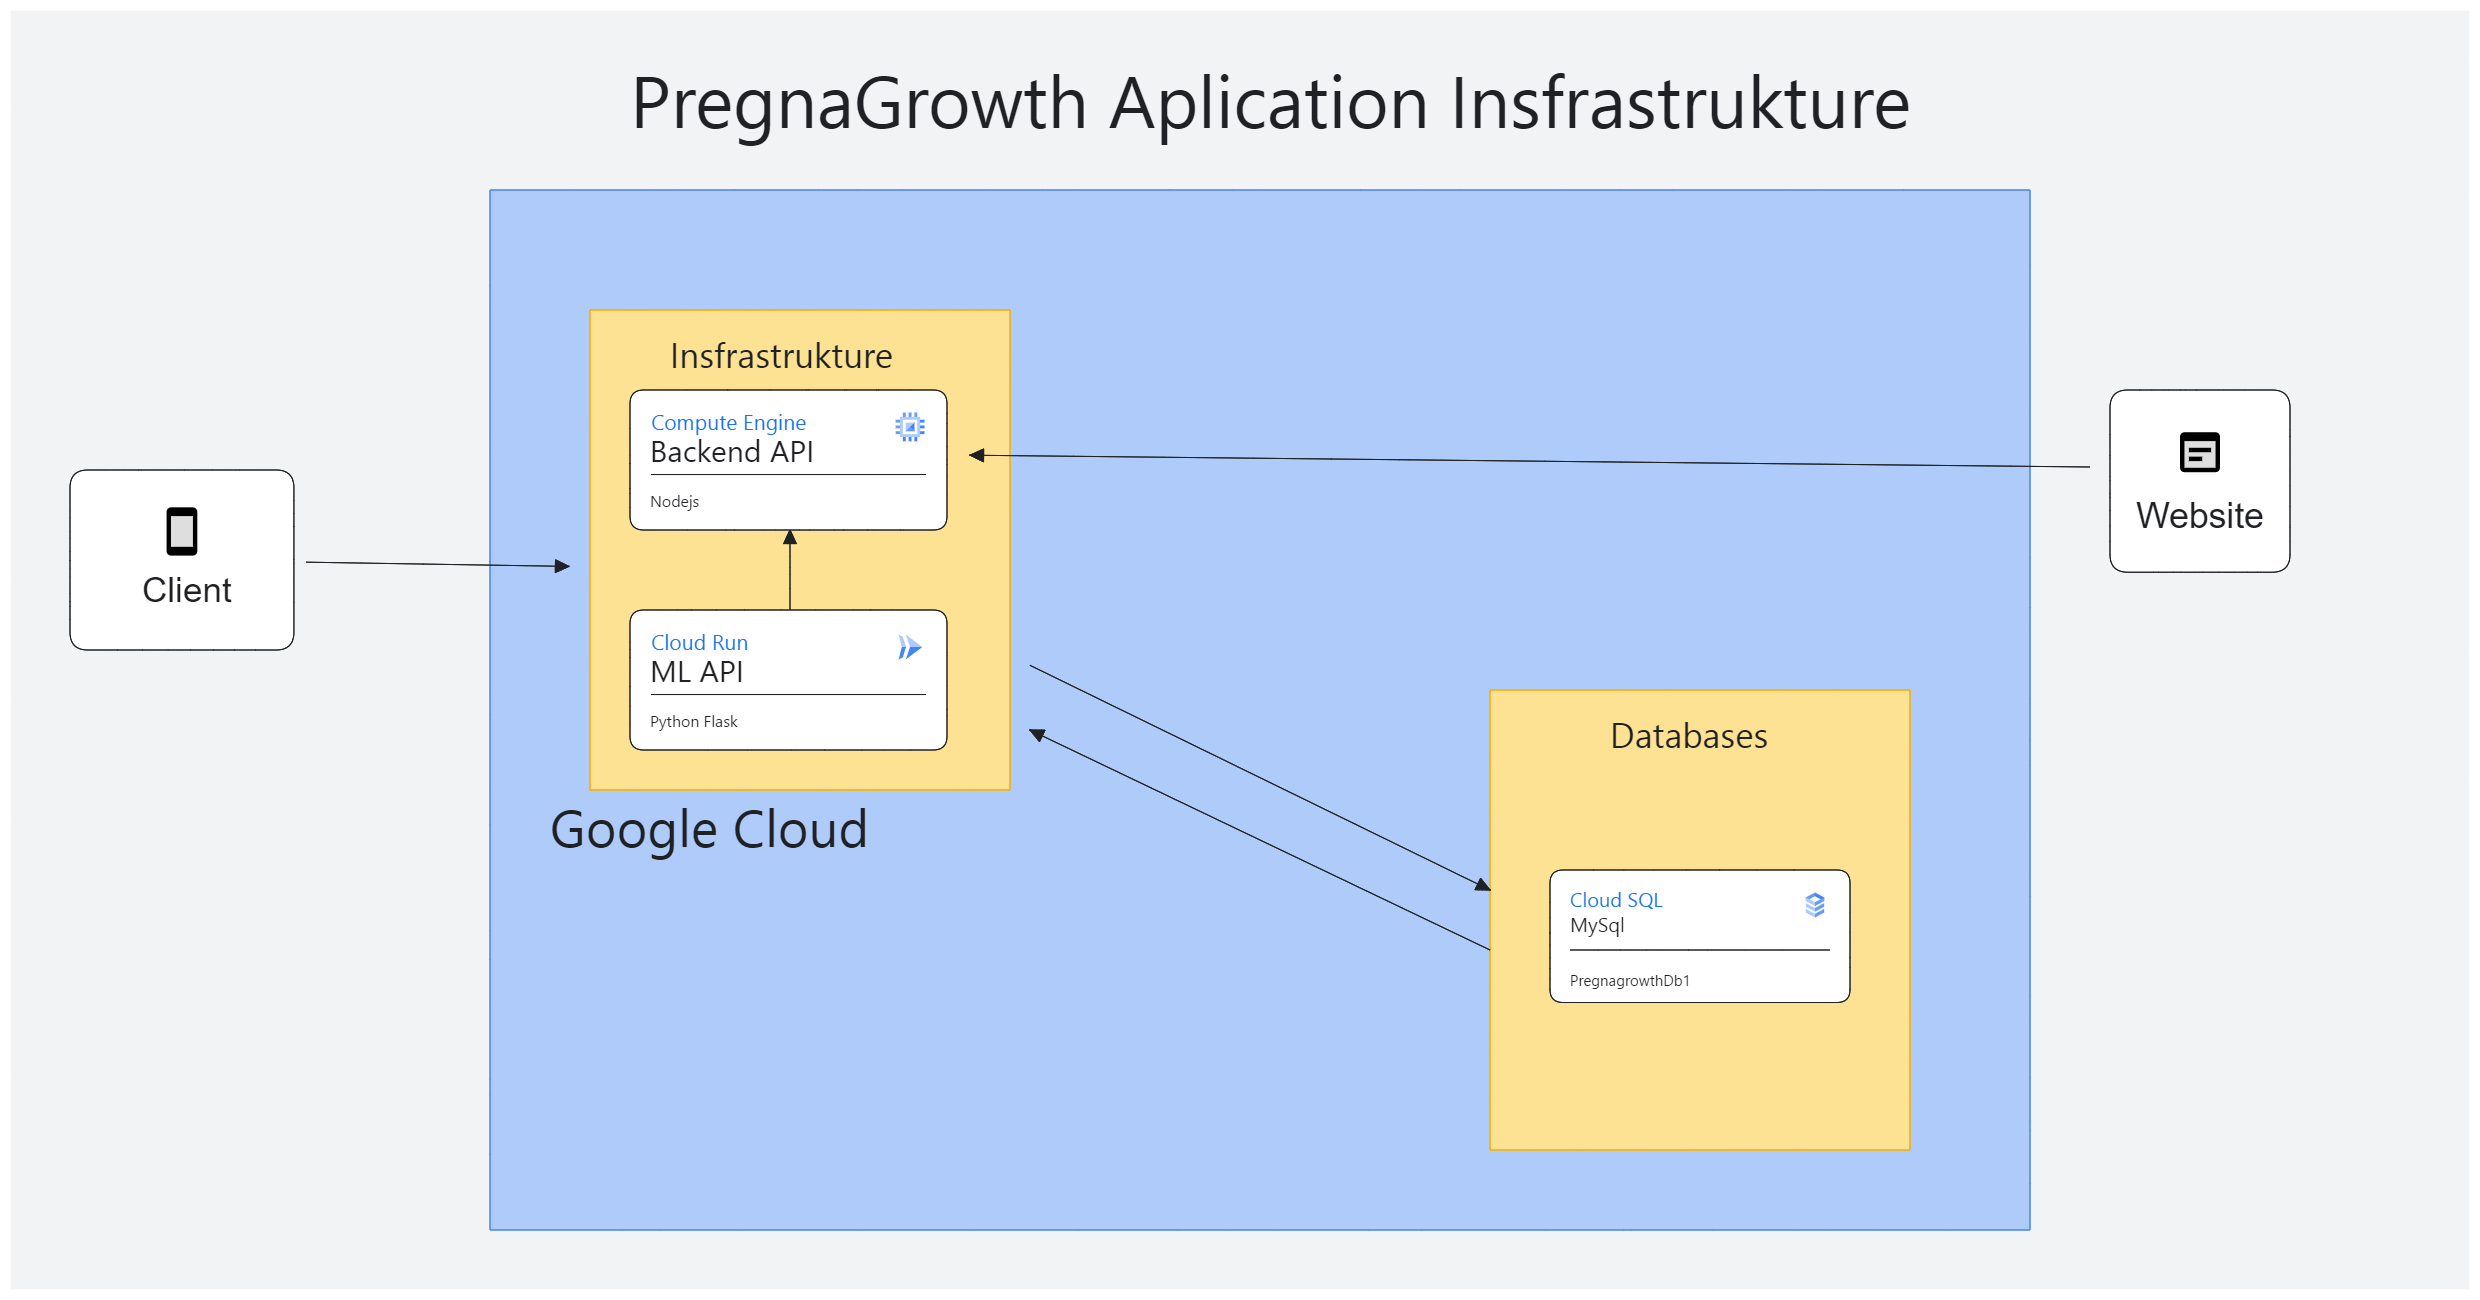 PregnaGrowth Aplication Insfrastrukture
Insfrastrukture
Compute Engine
Backend API
Nodejs
Client
Website
Cloud Run
ML API
Python Flask
Google Cloud
Databases
Cloud SQL
MySql
PregnagrowthDb1